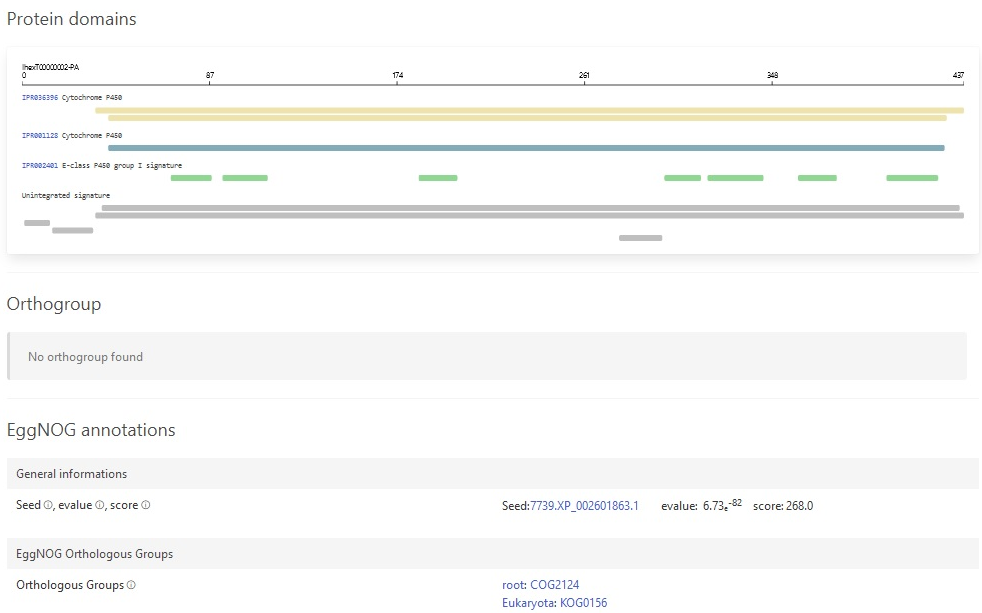 Protein domains
IhexT00000002-PA
0 87 174 261 348 437
IPR036396 Cytochrome P450
IPR001128 Cytochrome P450
IPR002401 E-class P450 group I signature
Unintegrated signature
Orthogroup
No orthogroup found
EggNOG annotations
General informations
Seed ⓘ, evalue ⓘ, score ⓘ Seed:7739.XP_002601863.1 evalue: 6.73e-82 score: 268.0
EggNOG Orthologous Groups
Orthologous Groups ⓘ root: COG2124
Eukaryota: KOG0156